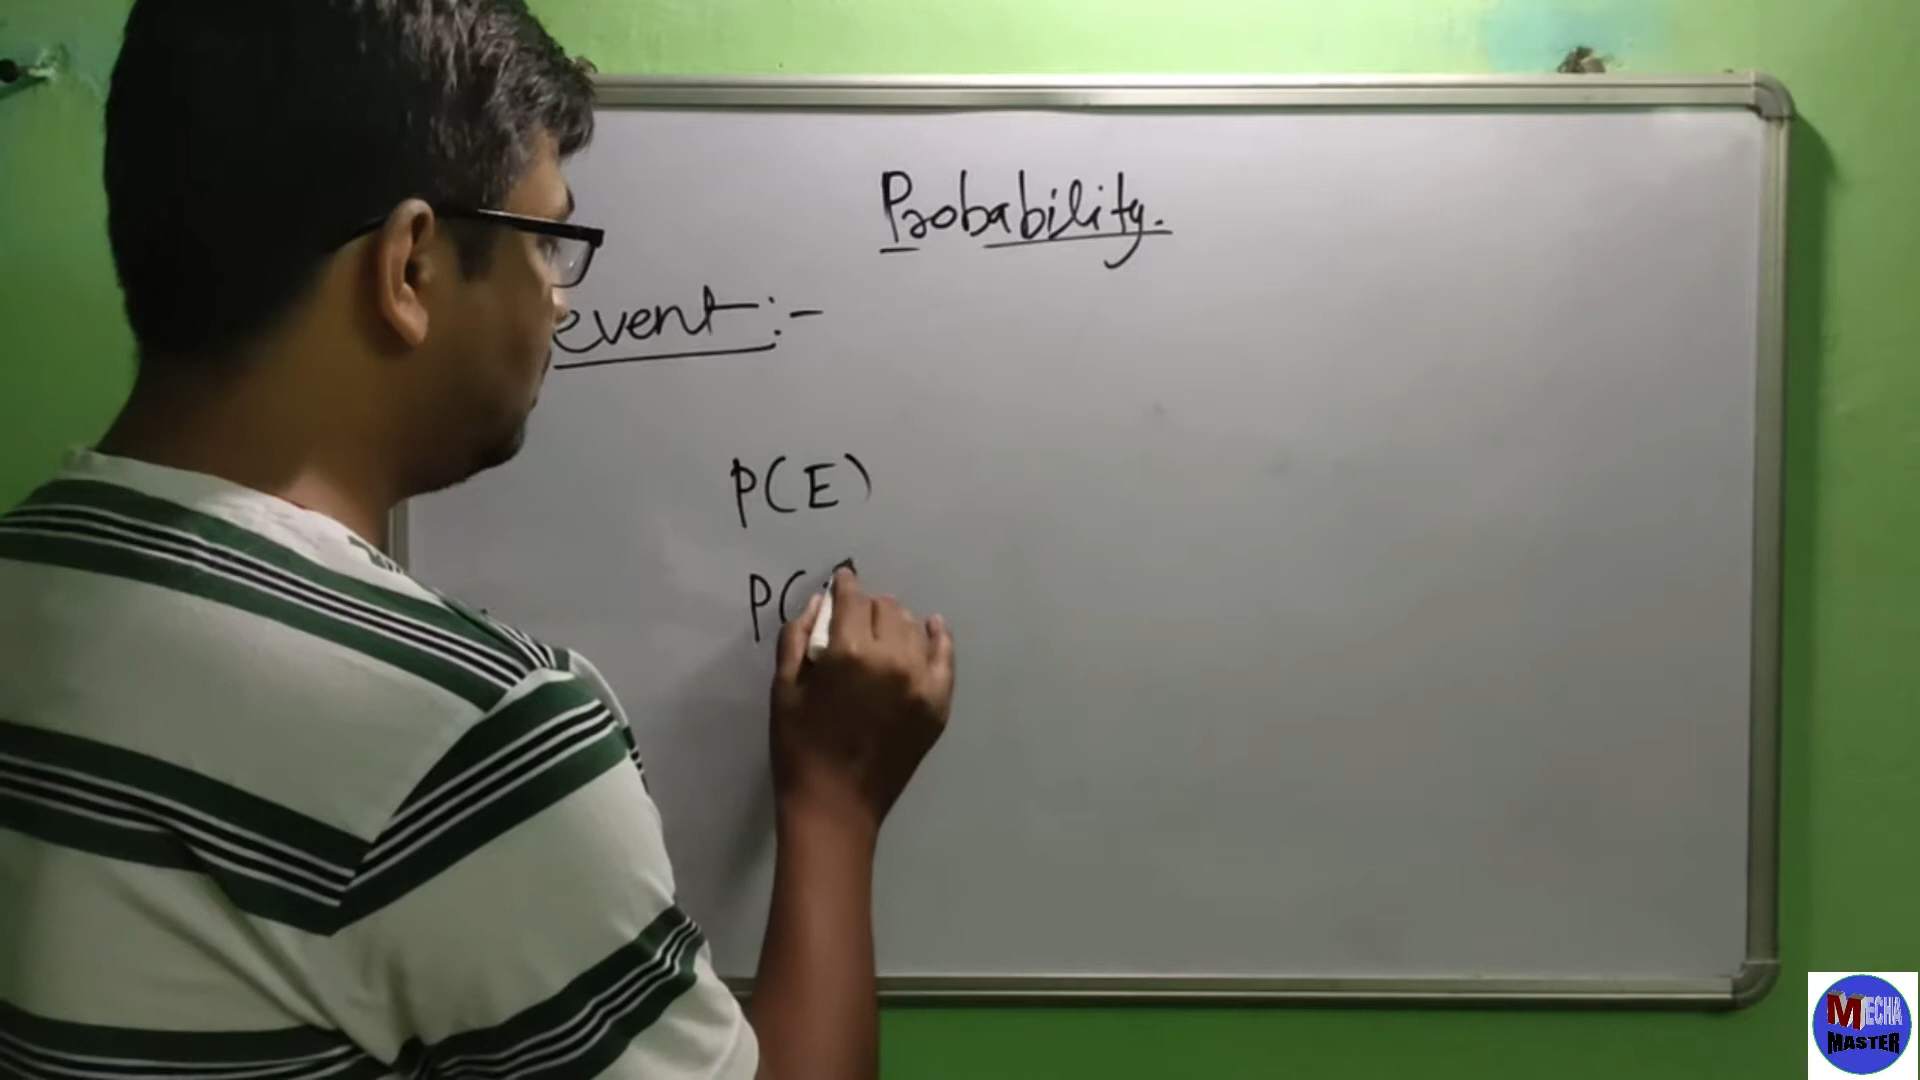 Probability.
event:-
P(E)
P(
MECHA
MASTER